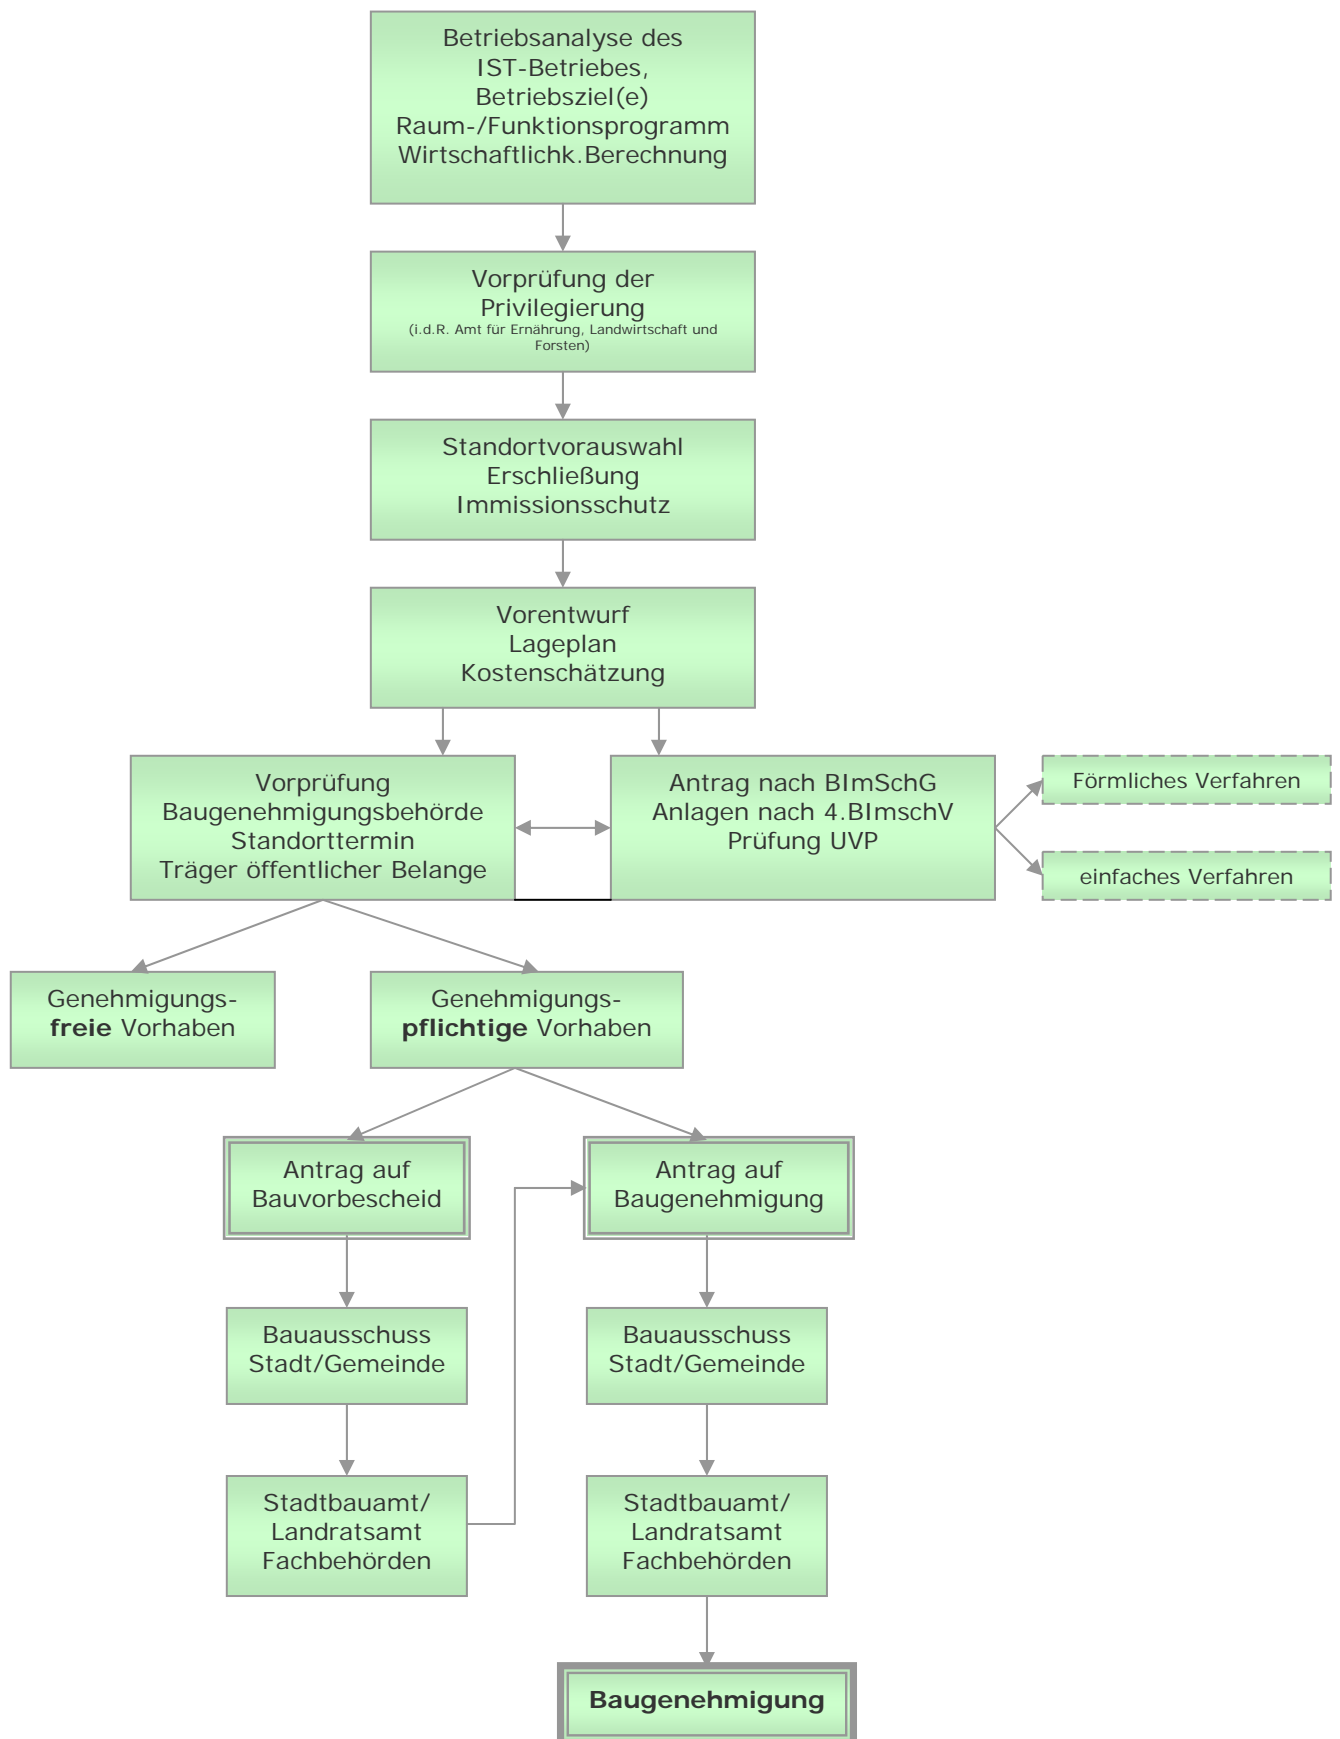 Betriebsanalyse des
IST-Betriebes,
Betriebsziel(e)
Raum-/Funktionsprogramm
Wirtschaftlichk.Berechnung
Vorprüfung der
Privilegierung
(i.d.R. Amt für Ernährung, Landwirtschaft und
Forsten)
Standortvorauswahl
Erschließung
Immissionsschutz
Vorentwurf
Lageplan
Kostenschätzung
Vorprüfung
Baugenehmigungsbehörde
Standorttermin
Träger öffentlicher Belange
Antrag nach BImSchG
Anlagen nach 4.BImschV
Prüfung UVP
Förmliches Verfahren
einfaches Verfahren
Genehmigungs-
freie Vorhaben
Genehmigungs-
pflichtige Vorhaben
Antrag auf
Bauvorbescheid
Antrag auf
Baugenehmigung
Bauausschuss
Stadt/Gemeinde
Bauausschuss
Stadt/Gemeinde
Stadtbauamt/
Landratsamt
Fachbehörden
Stadtbauamt/
Landratsamt
Fachbehörden
Baugenehmigung